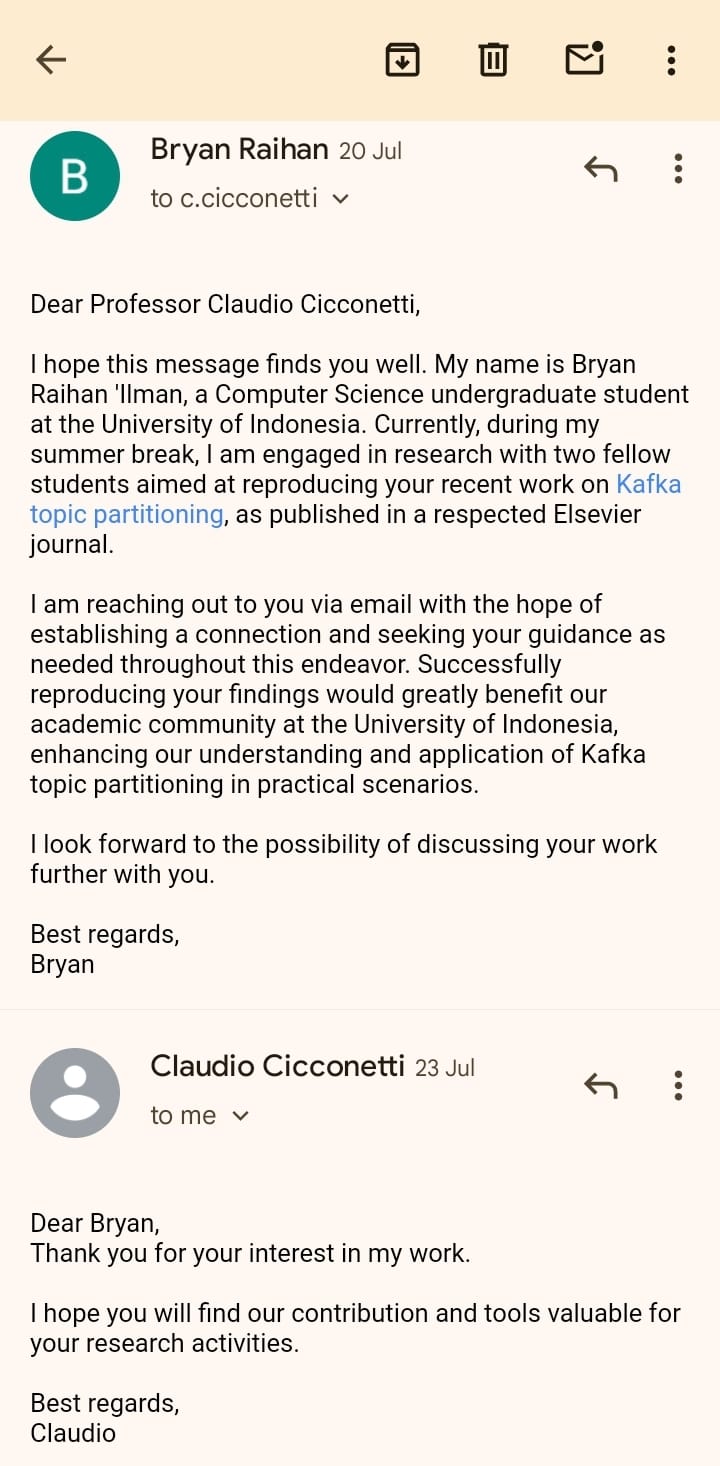 Bryan Raihan 20 Jul
B
to c.cicconetti
Dear Professor Claudio Cicconetti,
I hope this message finds you well. My name is Bryan
Raihan 'Ilman, a Computer Science undergraduate student
at the University of Indonesia. Currently, during my
summer break, I am engaged in research with two fellow
students aimed at reproducing your recent work on Kafka
topic partitioning, as published in a respected Elsevier
journal.
I am reaching out to you via email with the hope of
establishing a connection and seeking your guidance as
needed throughout this endeavor. Successfully
reproducing your findings would greatly benefit our
academic community at the University of Indonesia,
enhancing our understanding and application of Kafka
topic partitioning in practical scenarios.
I look forward to the possibility of discussing your work
further with you.
Best regards,
Bryan
Claudio Cicconetti 23 Jul
to me
Dear Bryan,
Thank you for your interest in my work.
I hope you will find our contribution and tools valuable for
your research activities.
Best regards,
Claudio